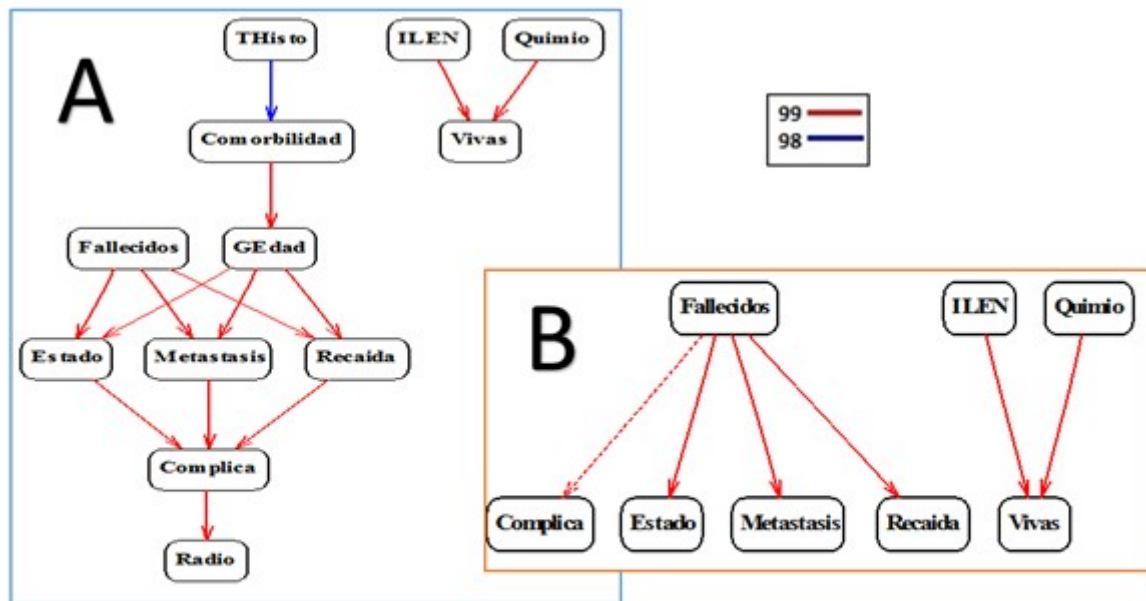 A
THisto
ILEN
Quimio
Comorbilidad
Vivas
Fallecidos
GEdad
Estado
Metastasis
Recaída
Complica
Radio
99
98
B
Fallecidos
ILEN
Quimio
Complica
Estado
Metastasis
Recaida
Vivas